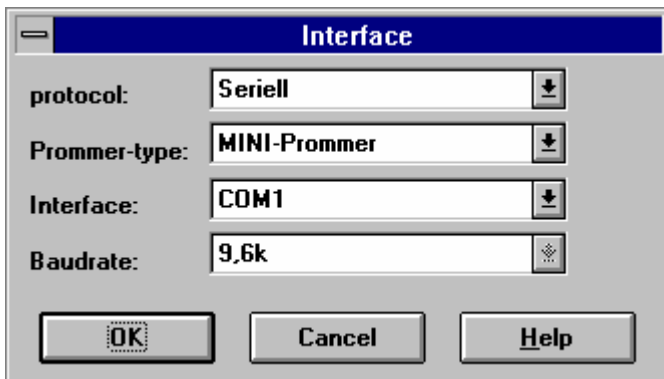 Interface
protocol: Seriell
Prommer-type: MINI-Prommer
Interface: COM1
Baudrate: 9,6k
OK Cancel Help